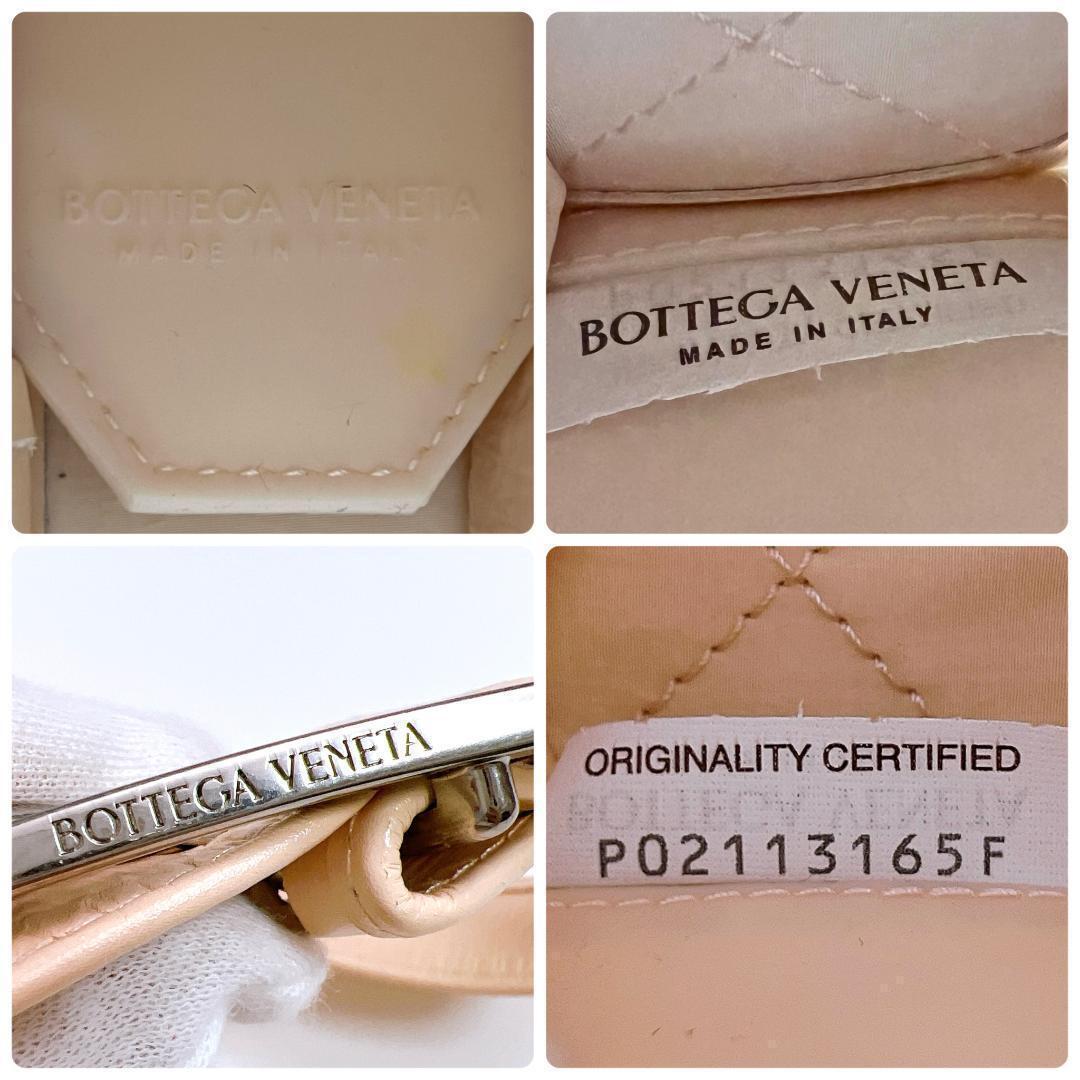 BOTTEGA VENETA
MADE IN ITALY
BOTTEGA VENETA
MADE IN ITALY
BOTTEGA VENETA
ORIGINALITY CERTIFIED
P02113165F